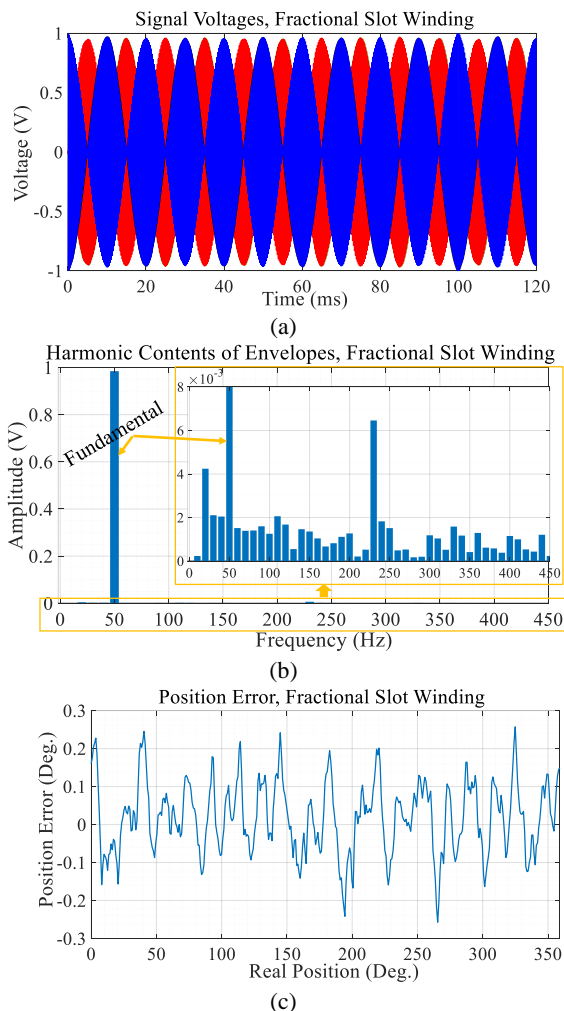 Signal Voltages, Fractional Slot Winding
1
0.5
0
-0.5
-1
Voltage (V)
0 20 40 60 80 100 120
Time (ms)
(a)
Harmonic Contents of Envelopes, Fractional Slot Winding
1
0.8
0.6
0.4
0.2
0
Amplitude (V)
Fundamental
8 ×10⁻³
6
4
2
0
0 50 100 150 200 250 300 350 400 450
0 50 100 150 200 250 300 350 400 450
Frequency (Hz)
(b)
Position Error, Fractional Slot Winding
0.3
0.2
0.1
0
-0.1
-0.2
-0.3
Position Error (Deg.)
0 50 100 150 200 250 300 350
Real Position (Deg.)
(c)